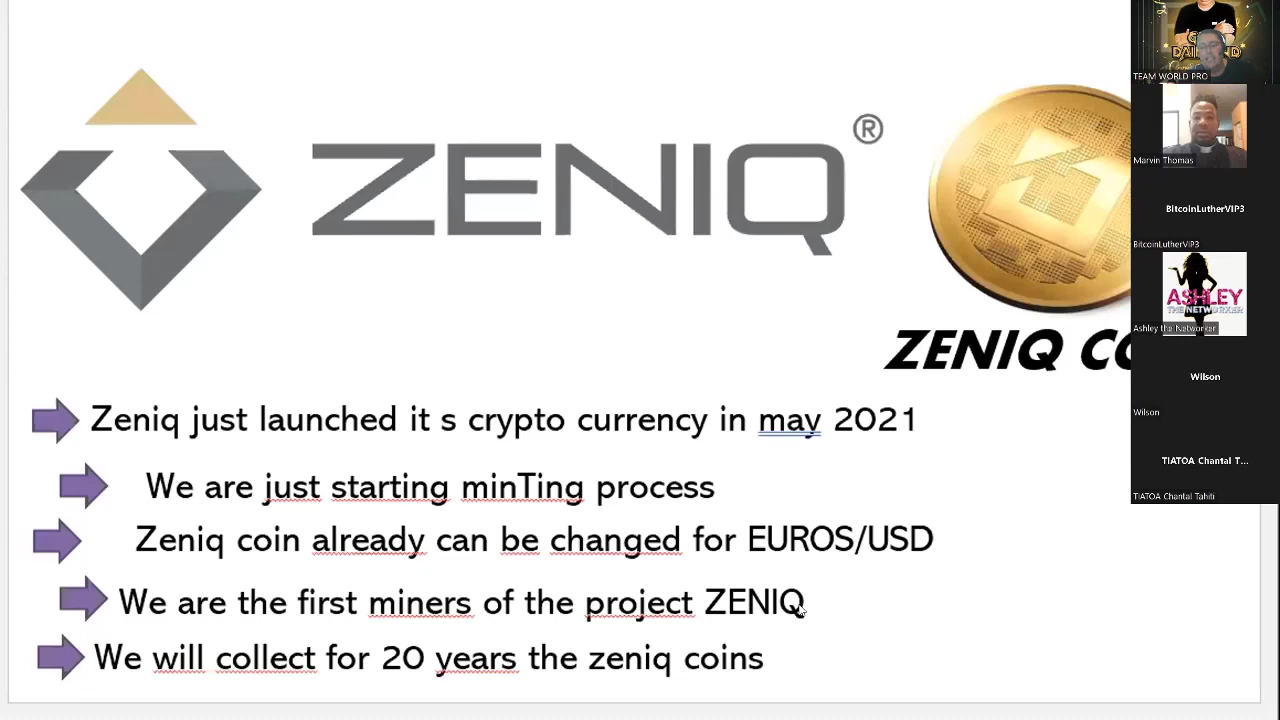 ZENIQ®
ZENIQ
Zeniq just launched it s crypto currency in may 2021
We are just starting minTing process
Zeniq coin already can be changed for EUROS/USD
We are the first miners of the project ZENIQ
We will collect for 20 years the zeniq coins
TEAM WORLD PRO
Marvin Thomas
BitcoinLutherVIP3
BitcoinLutherVIP3
ASHLEY
THE NETWORKER
Ashley the Networker
Wilson
Wilson
TIATOA Chantal T...
TIATOA Chantal Tahiti